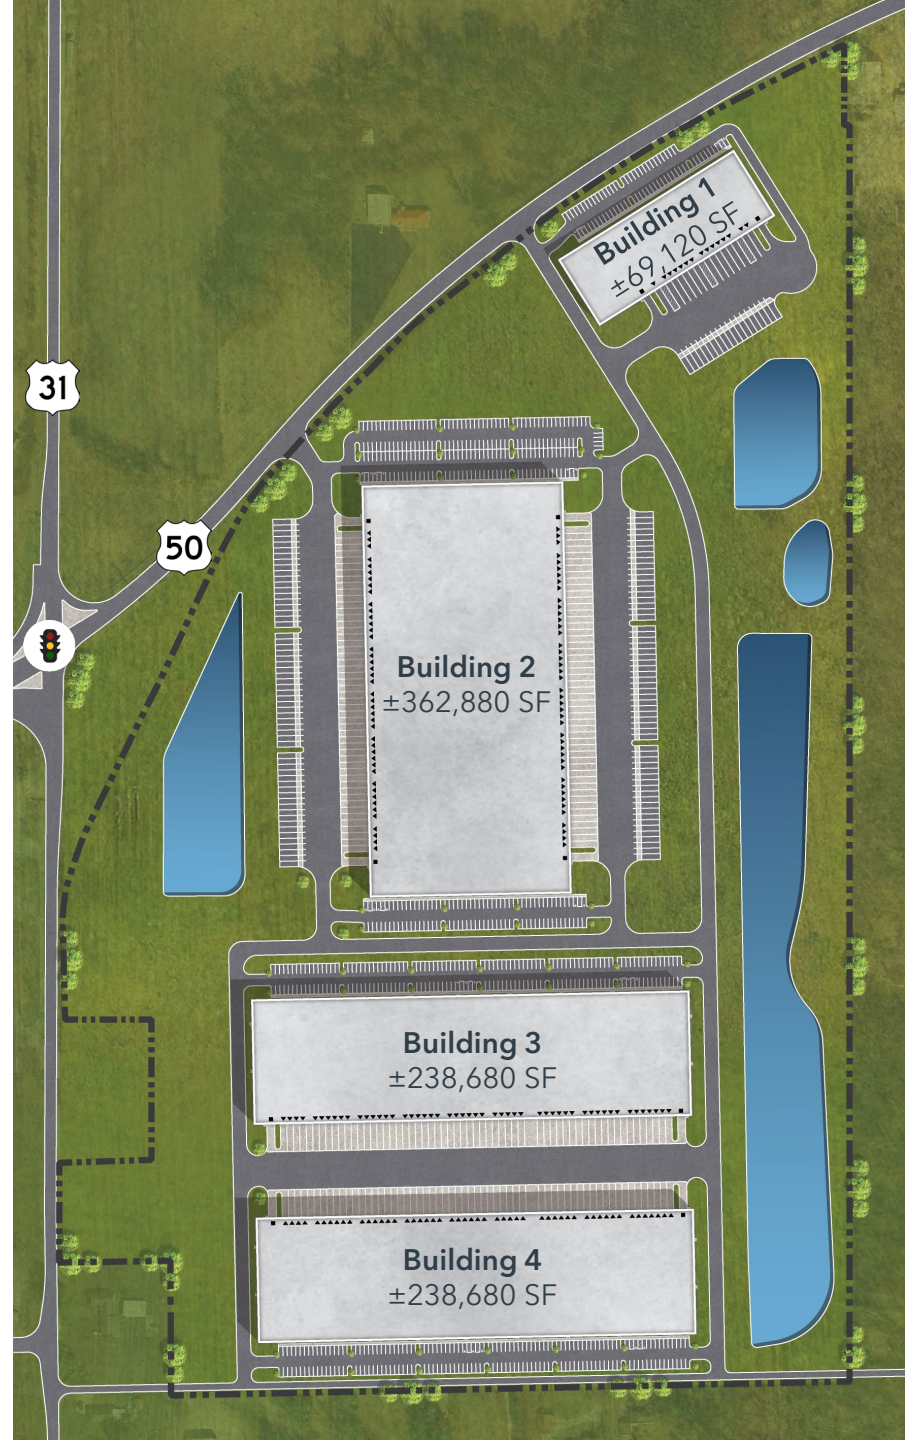 Building 1
±69,120 SF
31
50
Building 2
±362,880 SF
Building 3
±238,680 SF
Building 4
±238,680 SF